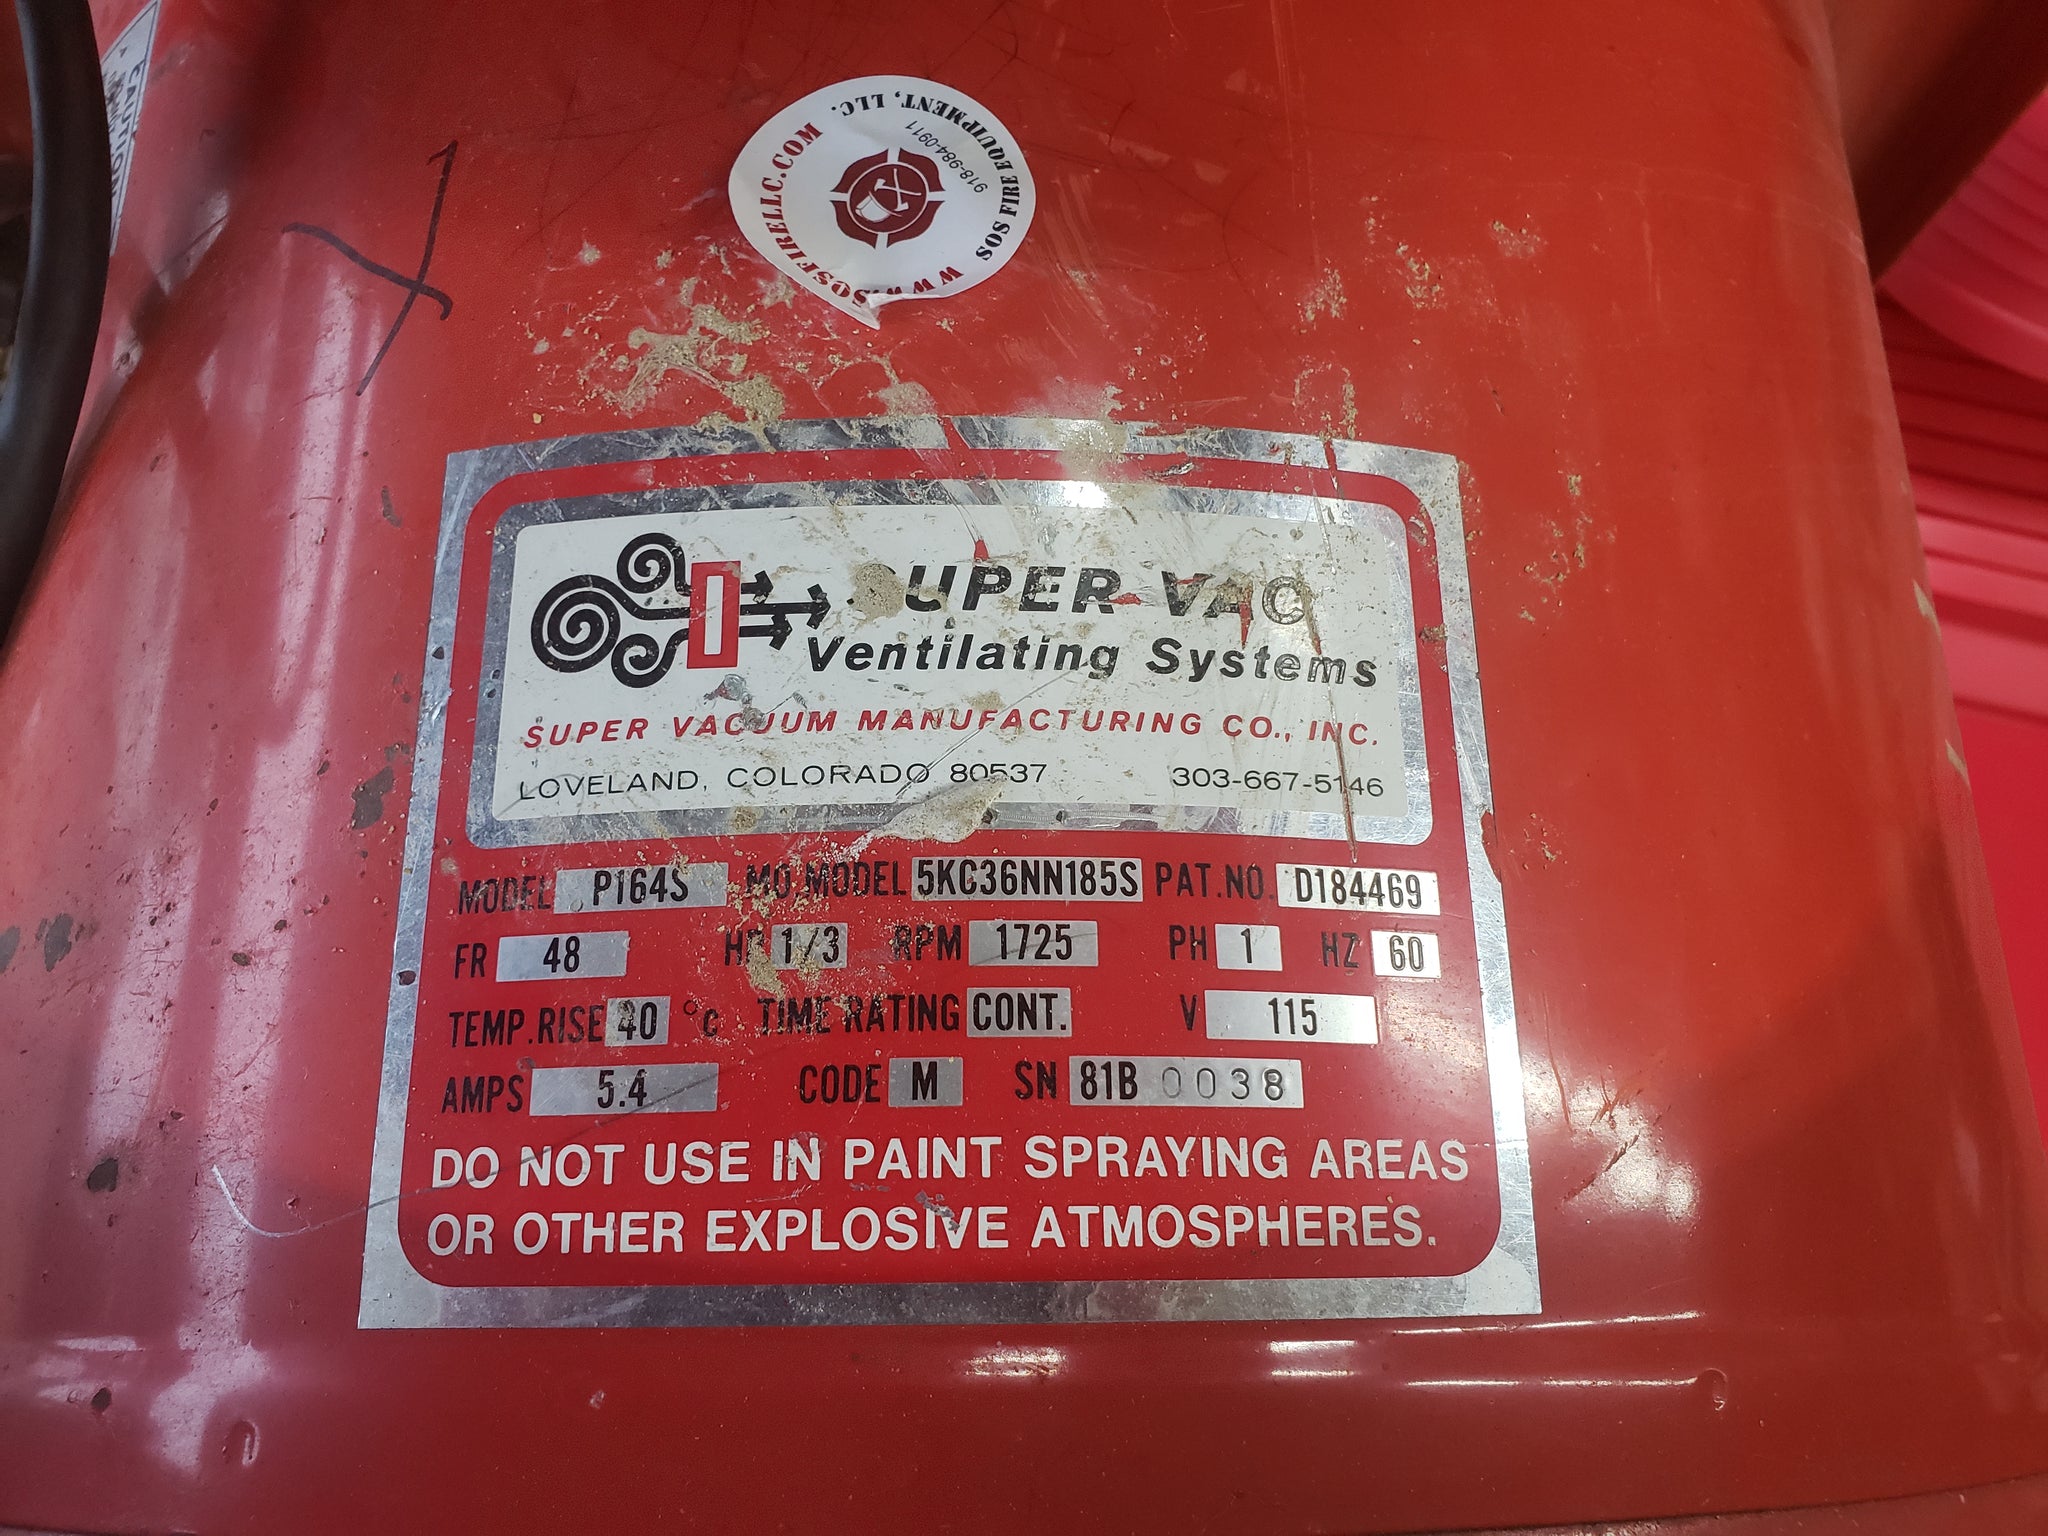 CAUTION
SOS FIRE EQUIPMENT, LLC.
918-984-0911
WWW.SOSFIRELLC.COM
SUPER VAC
Ventilating Systems
SUPER VACUUM MANUFACTURING CO., INC.
LOVELAND, COLORADO 80537 303-667-5146
MODEL P164S MO. MODEL 5KC36NN185S PAT.NO. D184469
FR 48 HP 1/3 RPM 1725 PH 1 HZ 60
TEMP. RISE 40 °C TIME RATING CONT. V 115
AMPS 5.4 CODE M SN 81B 0038
DO NOT USE IN PAINT SPRAYING AREAS
OR OTHER EXPLOSIVE ATMOSPHERES.